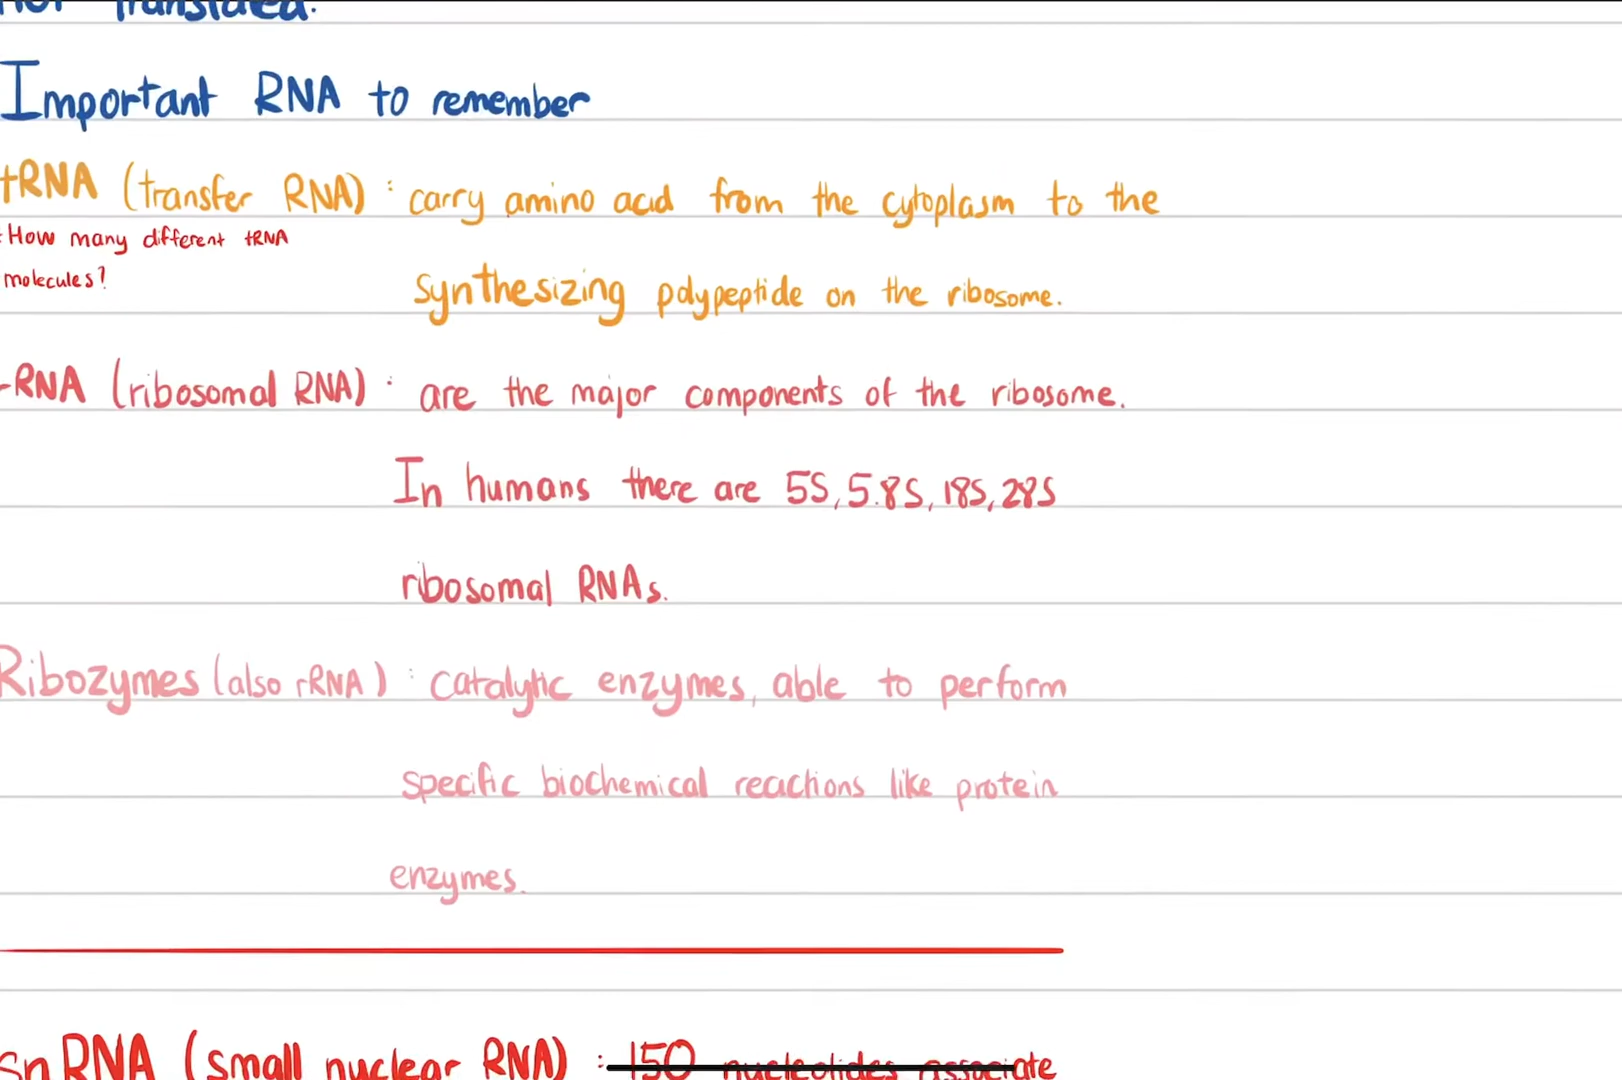 not translated.
Important RNA to remember
tRNA (transfer RNA) : carry amino acid from the cytoplasm to the
: How many different tRNA
molecules?
synthesizing polypeptide on the ribosome.
rRNA (ribosomal RNA) : are the major components of the ribosome.
In humans there are 5S, 5.8S, 18S, 28S
ribosomal RNAs.
Ribozymes (also rRNA) : catalytic enzymes, able to perform
specific biochemical reactions like protein
enzymes.
SnRNA (small nuclear RNA) : 150 nucleotides associate